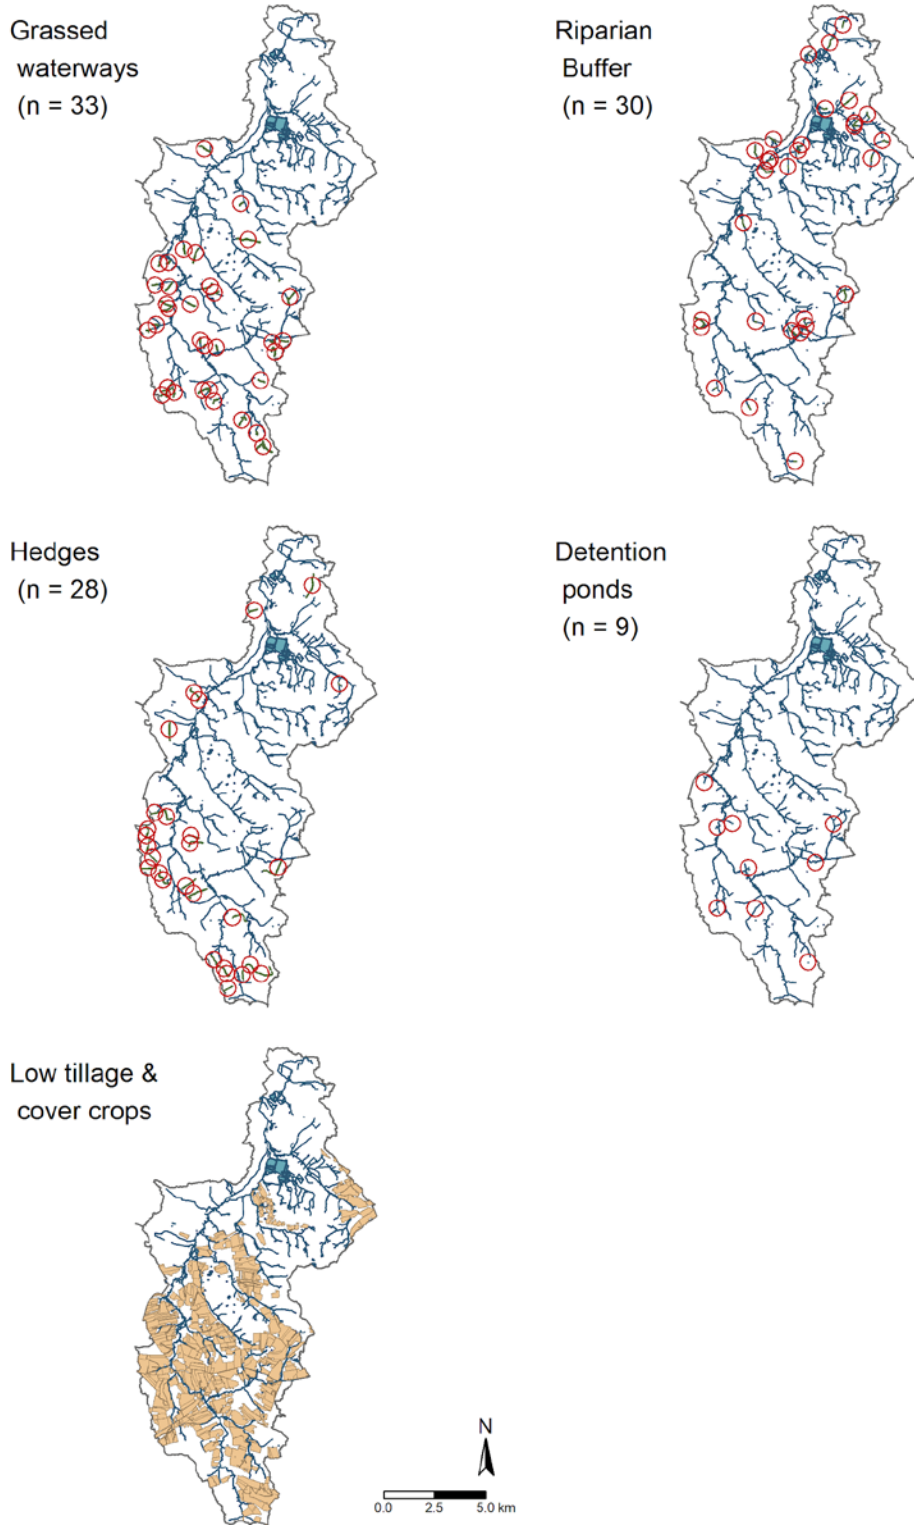 Grassed
waterways
(n = 33)
Riparian
Buffer
(n = 30)
Hedges
(n = 28)
Detention
ponds
(n = 9)
Low tillage &
cover crops
N
0.0 2.5 5.0 km